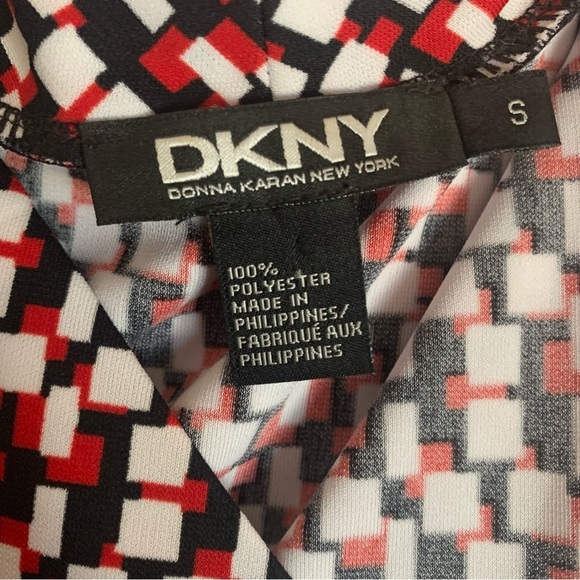 DKNY
DONNA KARAN NEW YORK
S
100%
POLYESTER
MADE IN
PHILIPPINES/
FABRIQUÉ AUX
PHILIPPINES